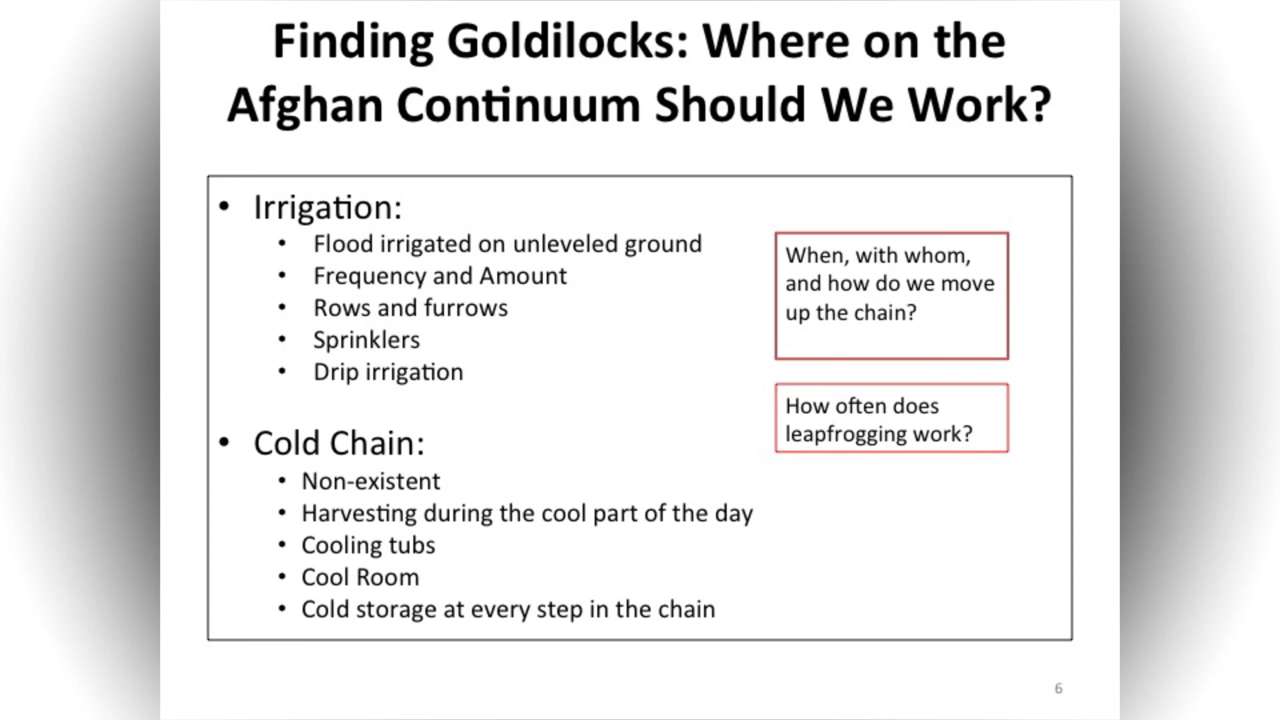 Finding Goldilocks: Where on the
Afghan Continuum Should We Work?
• Irrigation:
• Flood irrigated on unleveled ground
• Frequency and Amount
• Rows and furrows
• Sprinklers
• Drip irrigation
• Cold Chain:
• Non-existent
• Harvesting during the cool part of the day
• Cooling tubs
• Cool Room
• Cold storage at every step in the chain
When, with whom,
and how do we move
up the chain?
How often does
leapfrogging work?
6